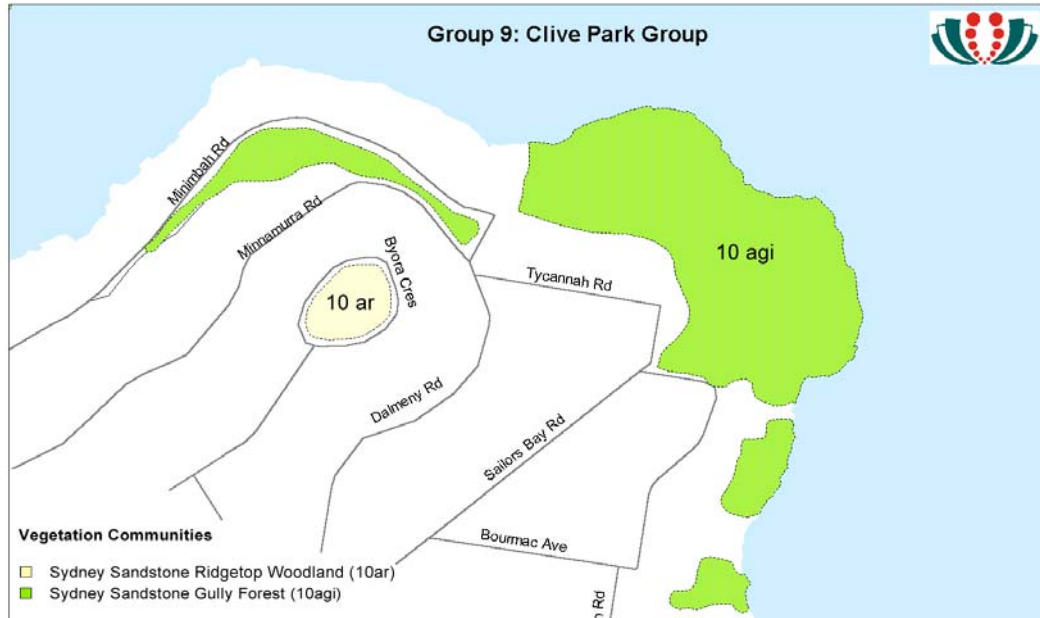 Group 9: Clive Park Group
Minimbah Rd
Minnamurra Rd
Byora Cres
10 agi
Tycannah Rd
10 ar
Dalmeny Rd
Sailors Bay Rd
Bourmac Ave
Rd
Vegetation Communities
Sydney Sandstone Ridgetop Woodland (10ar)
Sydney Sandstone Gully Forest (10agi)